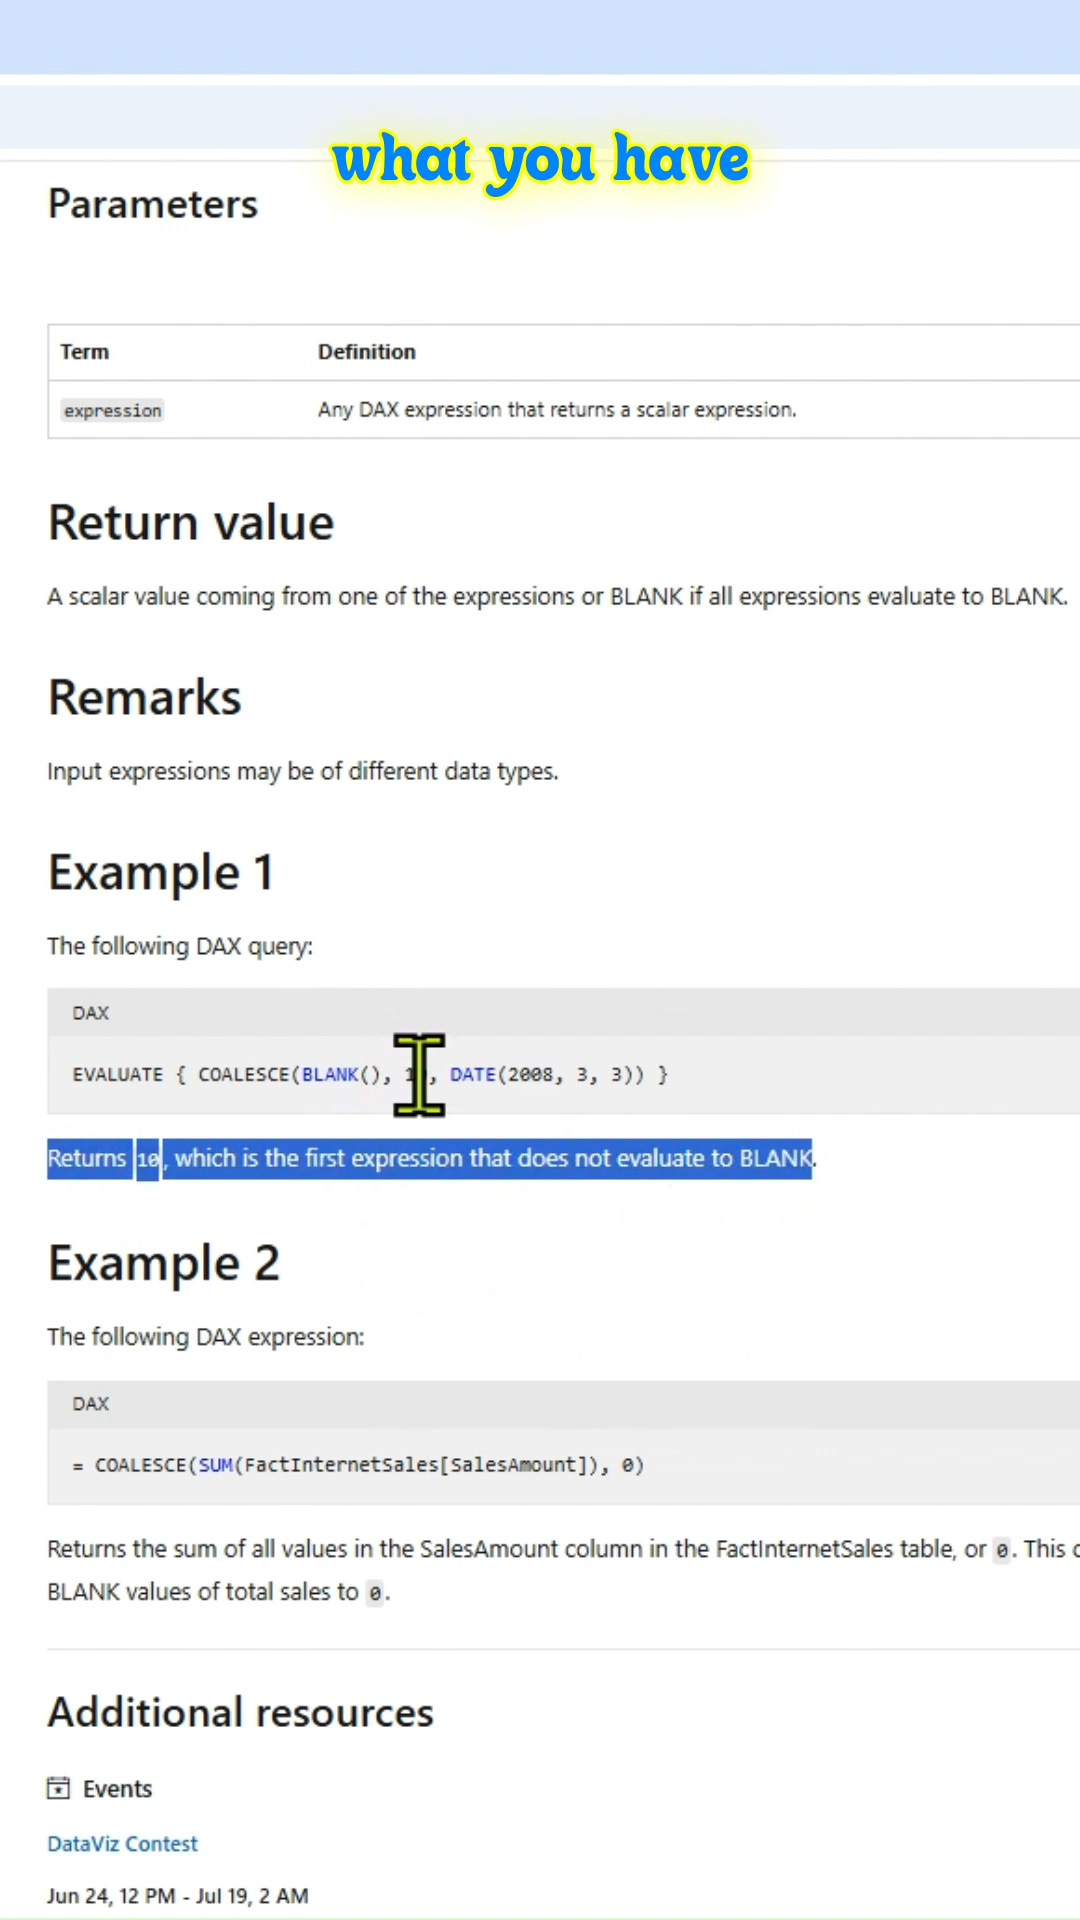 what you have
Parameters
Term Definition
expression Any DAX expression that returns a scalar expression.
Return value
A scalar value coming from one of the expressions or BLANK if all expressions evaluate to BLANK.
Remarks
Input expressions may be of different data types.
Example 1
The following DAX query:
DAX
EVALUATE { COALESCE(BLANK(), 1 , DATE(2008, 3, 3)) }
Returns 10, which is the first expression that does not evaluate to BLANK.
Example 2
The following DAX expression:
DAX
= COALESCE(SUM(FactInternetSales[SalesAmount]), 0)
Returns the sum of all values in the SalesAmount column in the FactInternetSales table, or 0. This
BLANK values of total sales to 0.
Additional resources
Events
DataViz Contest
Jun 24, 12 PM - Jul 19, 2 AM